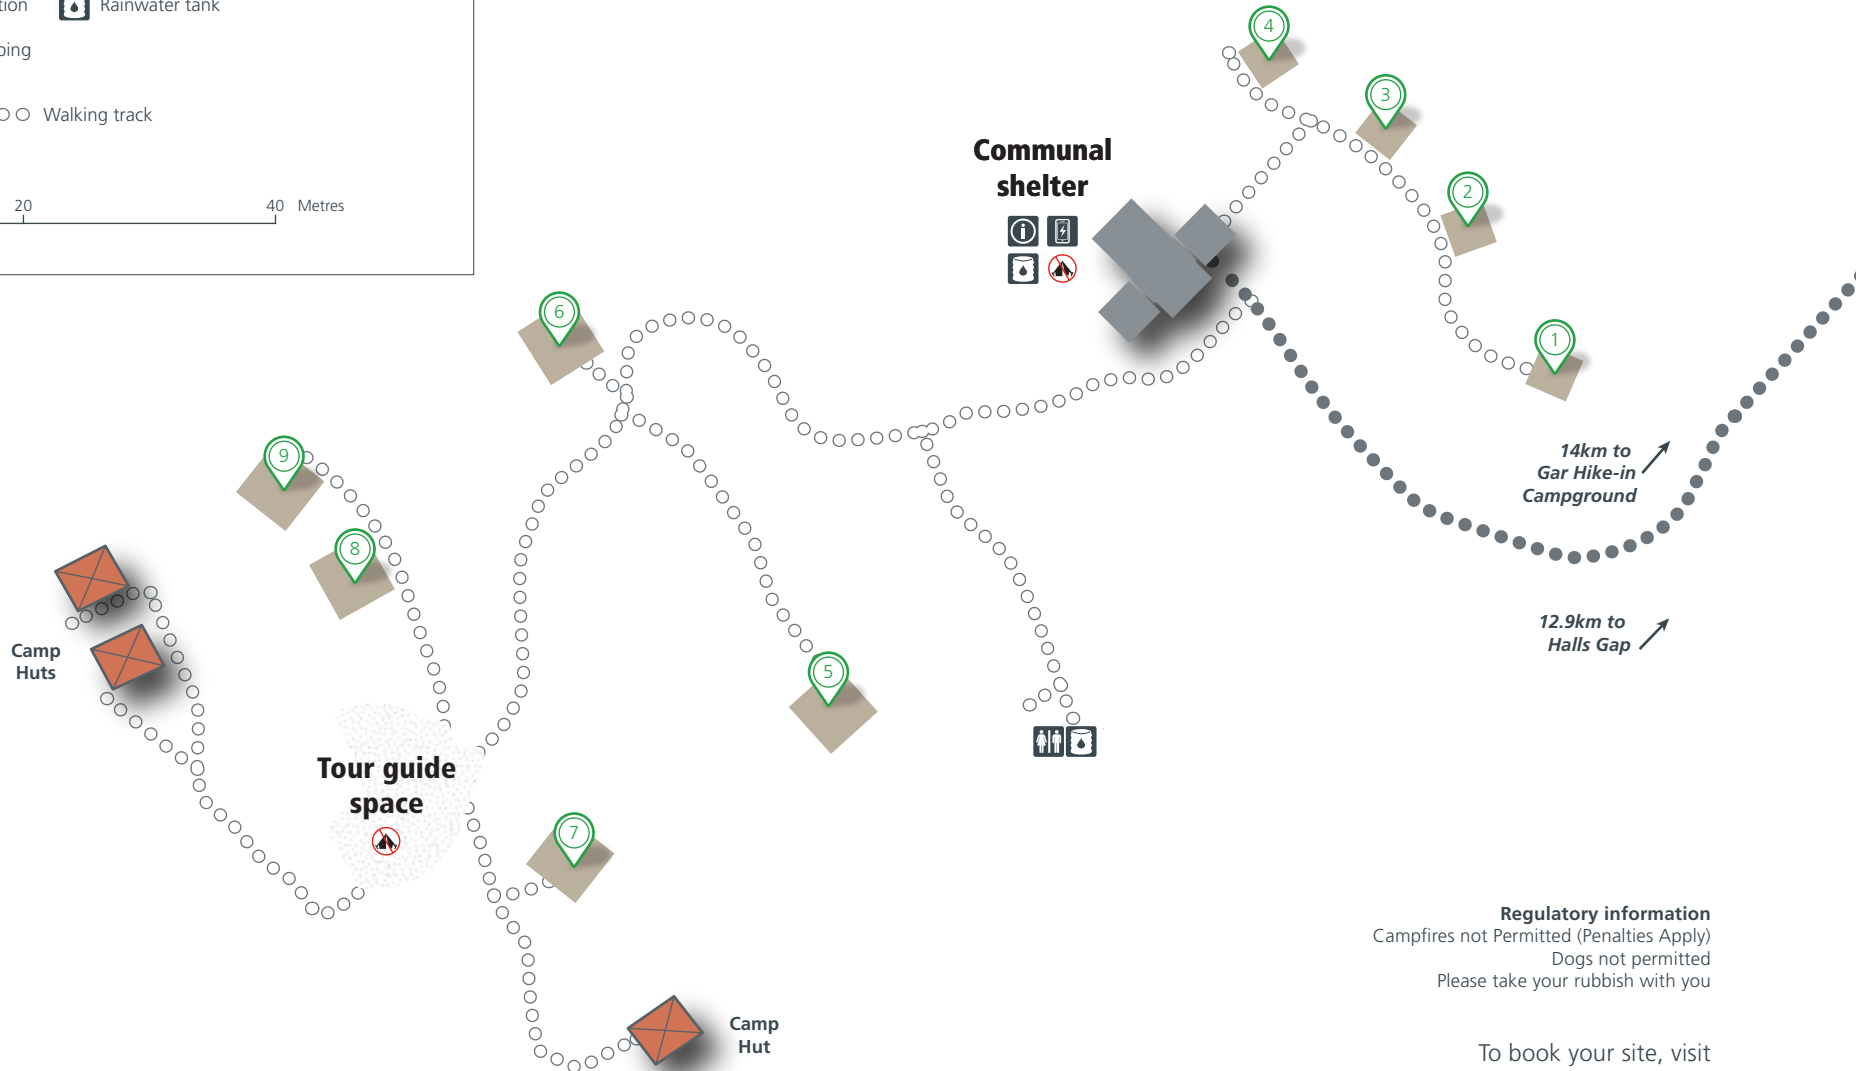 Rainwater tank
Walking track
20
40 Metres
4
3
Communal
shelter
2
6
1
9
14km to
Gar Hike-in
Campground
8
12.9km to
Halls Gap
Camp
Huts
5
Tour guide
space
7
Regulatory information
Campfires not Permitted (Penalties Apply)
Dogs not permitted
Please take your rubbish with you
Camp
Hut
To book your site, visit